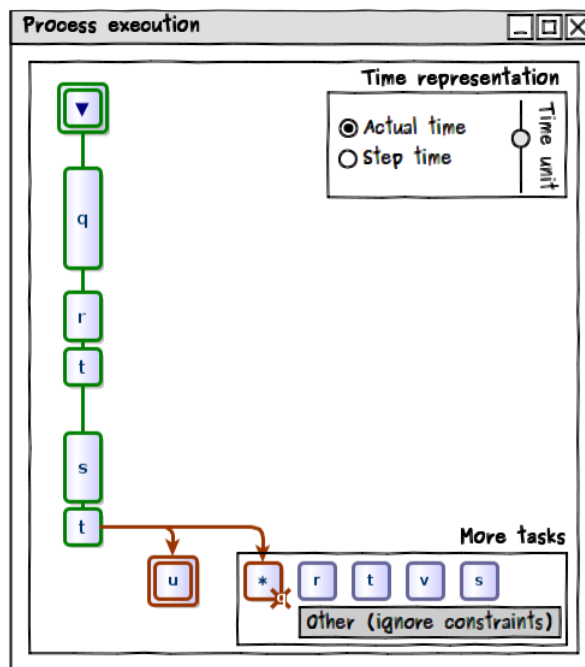 Process execution
Time representation
Actual time
Step time
Time unit
q
r
t
s
t
More tasks
u
* r t v s
q
Other (ignore constraints)